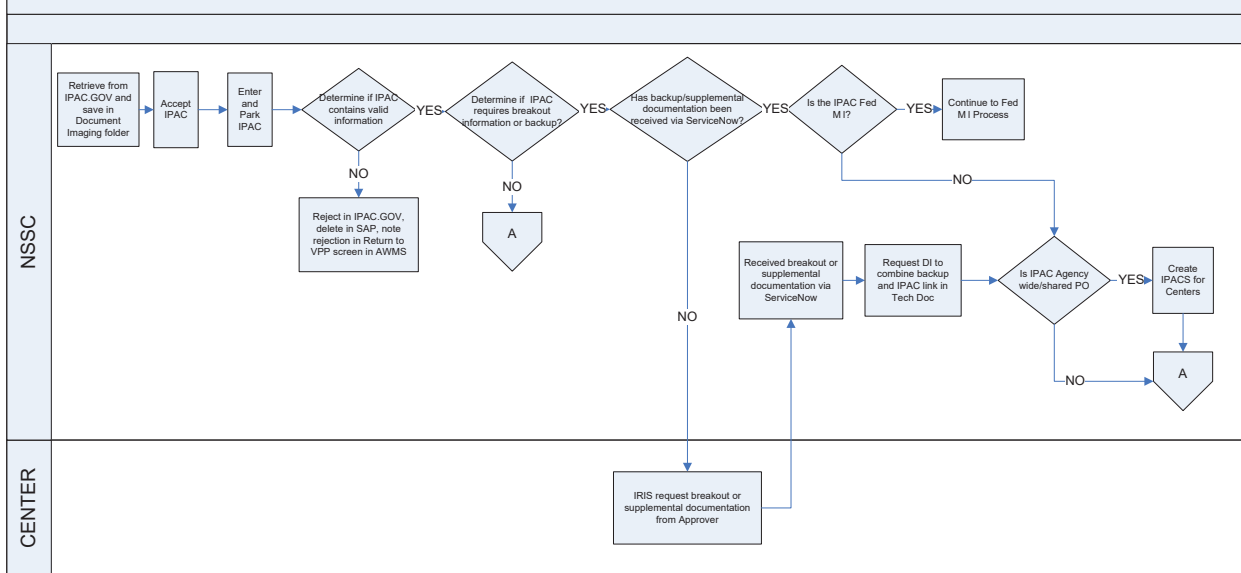 NSSC
Retrieve from
IPAC.GOV and
save in
Document
Imaging folder
Accept
IPAC
Enter
and
Park
IPAC
Determine if IPAC
contains valid
information
YES
NO
Reject in IPAC.GOV,
delete in SAP, note
rejection in Return to
VPP screen in AWMS
Determine if IPAC
requires breakout
information or backup?
YES
NO
A
Has backup/supplemental
documentation been
received via ServiceNow?
YES
NO
Is the IPAC Fed
M I?
YES
Continue to Fed
M I Process
NO
Received breakout or
supplemental
documentation via
ServiceNow
Request DI to
combine backup
and IPAC link in
Tech Doc
Is IPAC Agency
wide/shared PO
YES
Create
IPACS for
Centers
NO
A
CENTER
IRIS request breakout or
supplemental documentation
from Approver